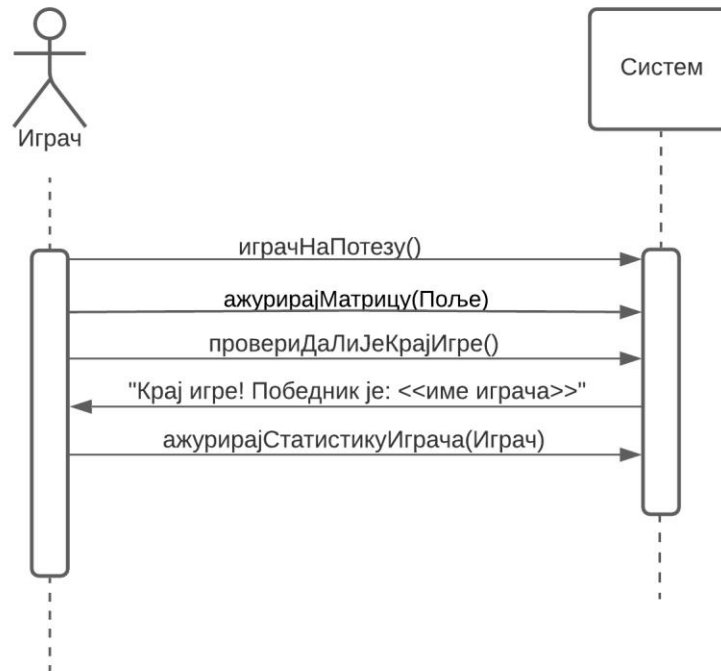 Играч
Систем
играчНаПотезу()
ажурирајМатрицу(Поље)
провериДаЛиЈеКрајИгре()
"Крај игре! Победник је: <<име играча>>"
ажурирајСтатистикуИграча(Играч)